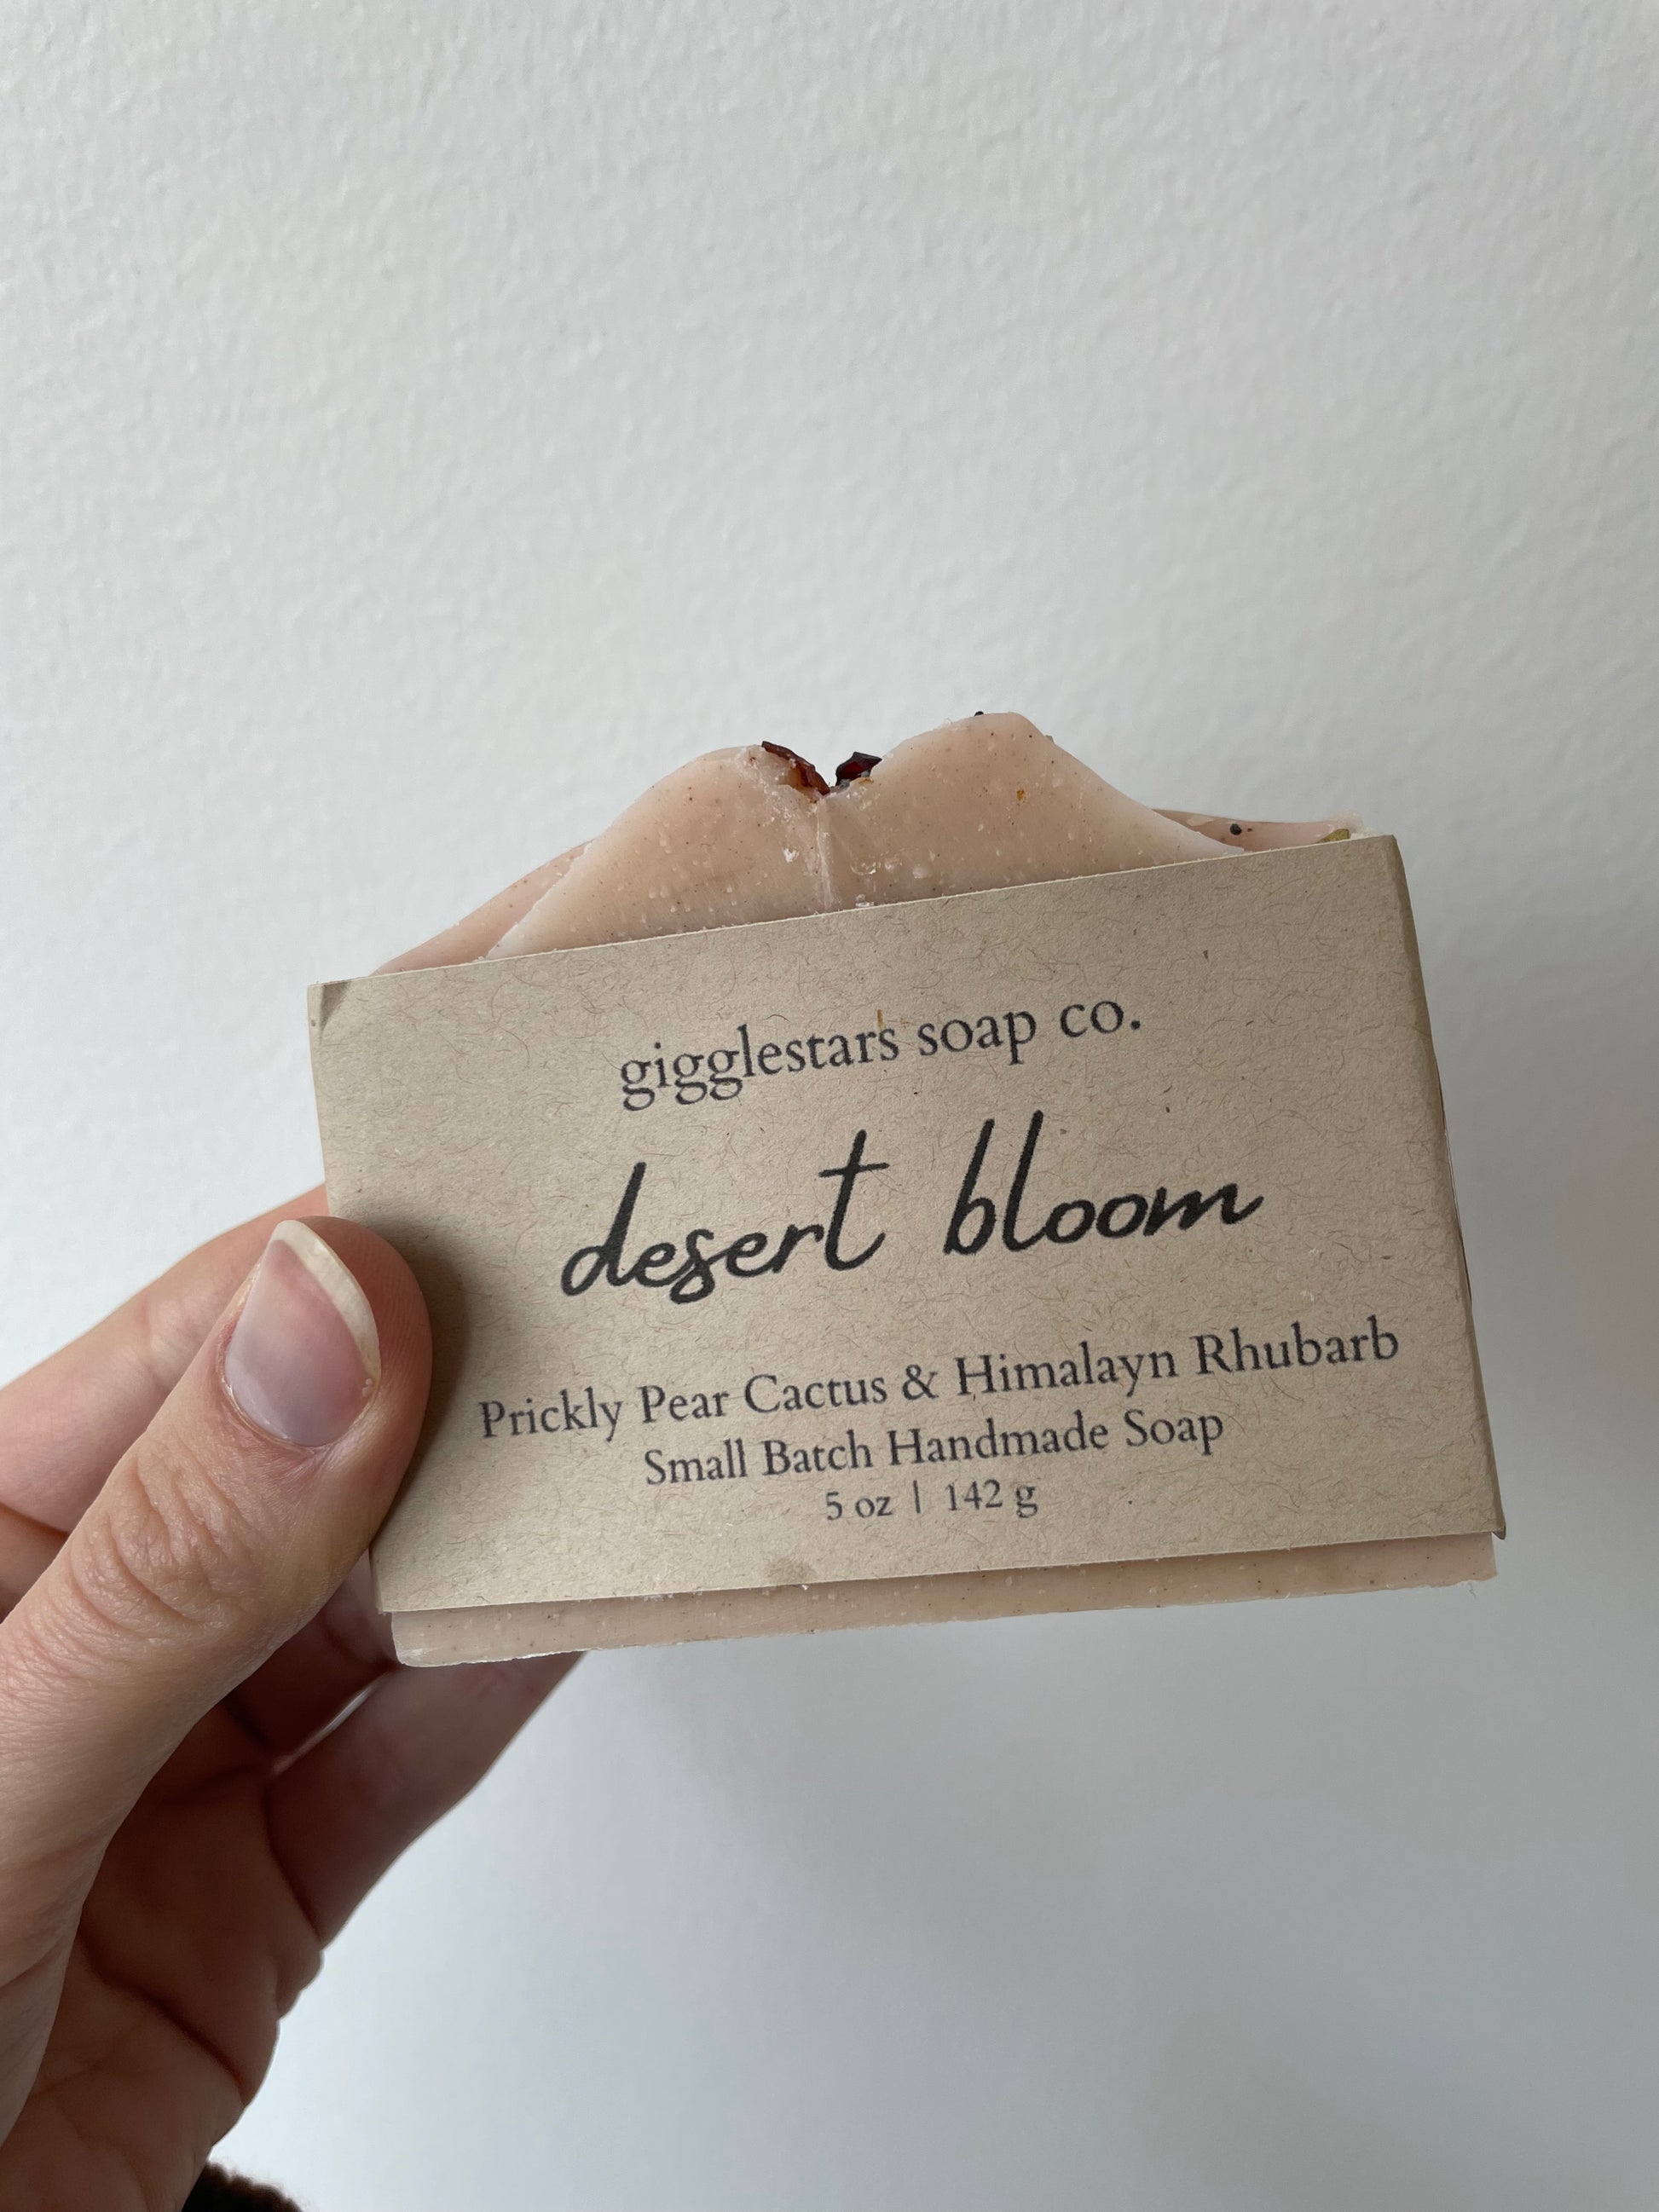 gigglestars soap co.
desert bloom
Prickly Pear Cactus & Himalayn Rhubarb
Small Batch Handmade Soap
5 oz | 142 g